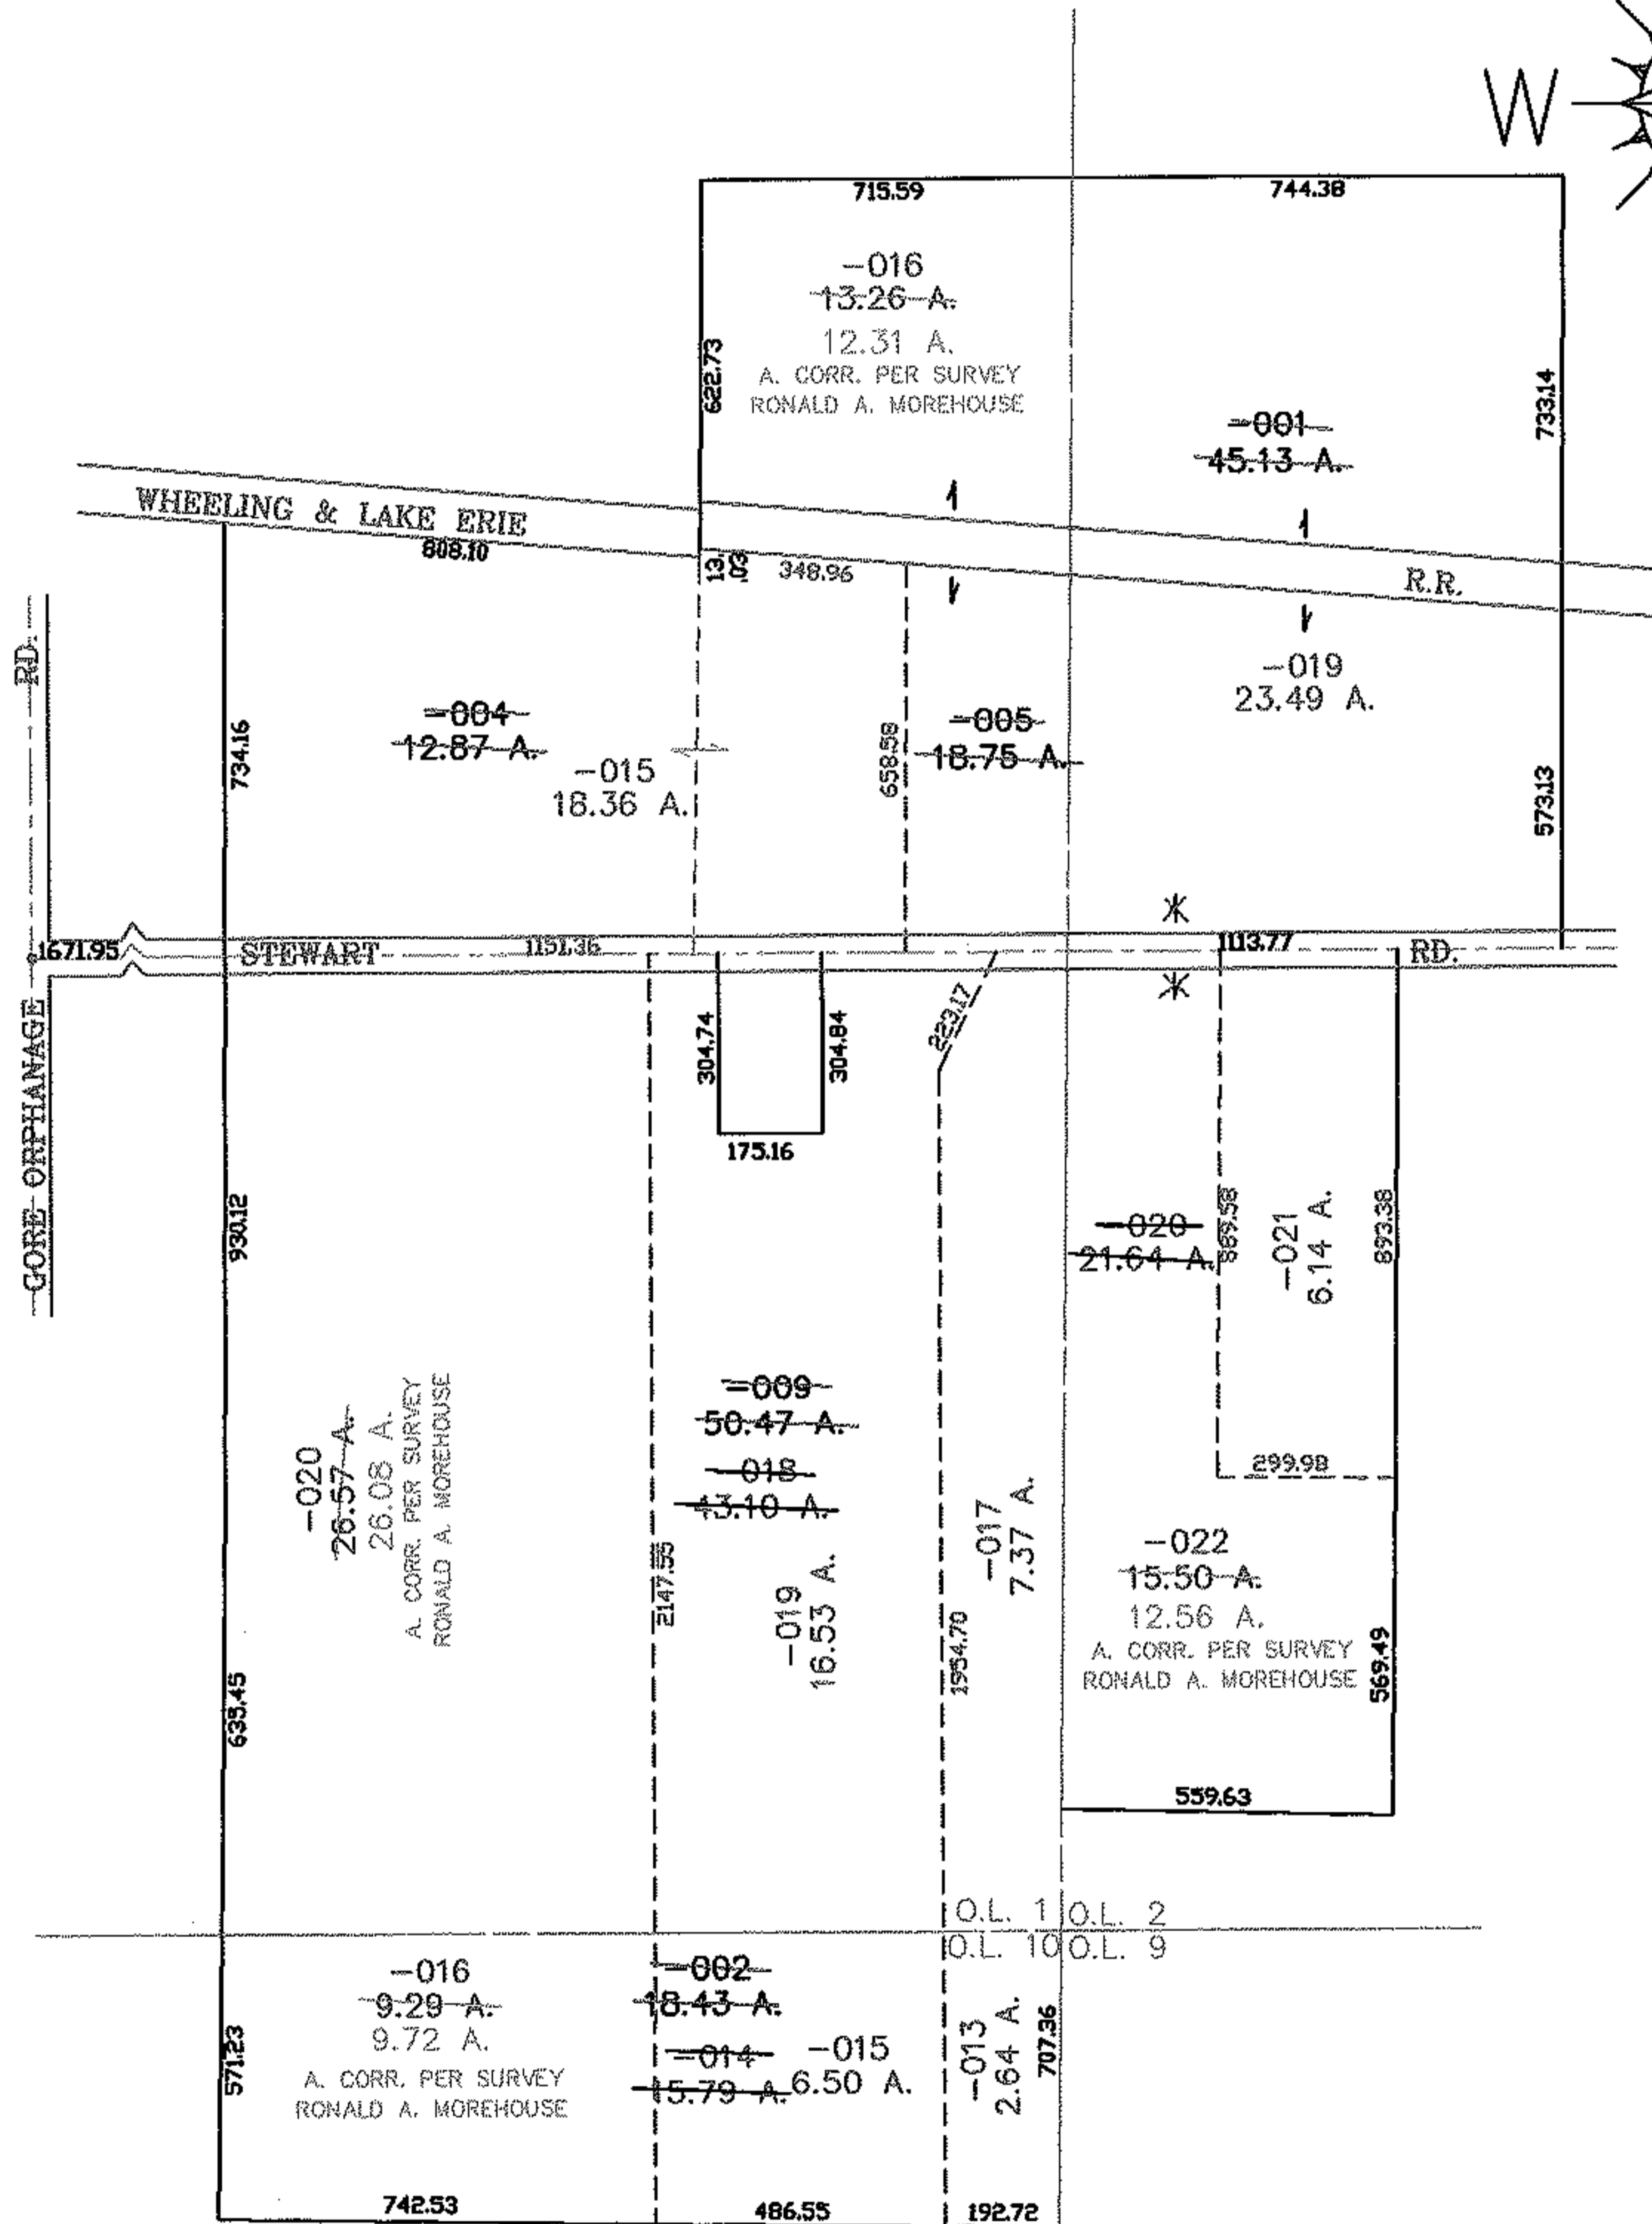 W
715.59
744.38
-016
13.26 A.
12.31 A.
A. CORR. PER SURVEY
RONALD A. MOREHOUSE
622.73
733.14
-001
45.13 A.
WHEELING & LAKE ERIE
R.R.
808.10
13.
.03
348.96
RD.
-019
23.49 A.
-004
12.87 A.
-005
18.75 A.
734.16
-015
18.36 A.
658.58
573.13
1671.95
STEWART
1151.36
1113.77
RD.
GORE ORPHANAGE
223.17
304.74
304.84
175.16
930.12
-020
21.64 A.
889.58
-021
6.14 A.
893.38
-009
50.47 A.
-018
43.10 A.
299.98
-020
26.57 A.
26.08 A.
A. CORR. PER SURVEY
RONALD A. MOREHOUSE
2147.55
-019
16.53 A.
-017
7.37 A.
1954.70
-022
15.50 A.
12.56 A.
A. CORR. PER SURVEY
RONALD A. MOREHOUSE
569.49
635.45
559.63
O.L. 1
O.L. 2
O.L. 10
O.L. 9
-016
9.29 A.
9.72 A.
A. CORR. PER SURVEY
RONALD A. MOREHOUSE
-002
18.43 A.
-014
15.79 A.
-015
6.50 A.
-013
2.64 A.
707.36
571.23
742.53
486.55
192.72